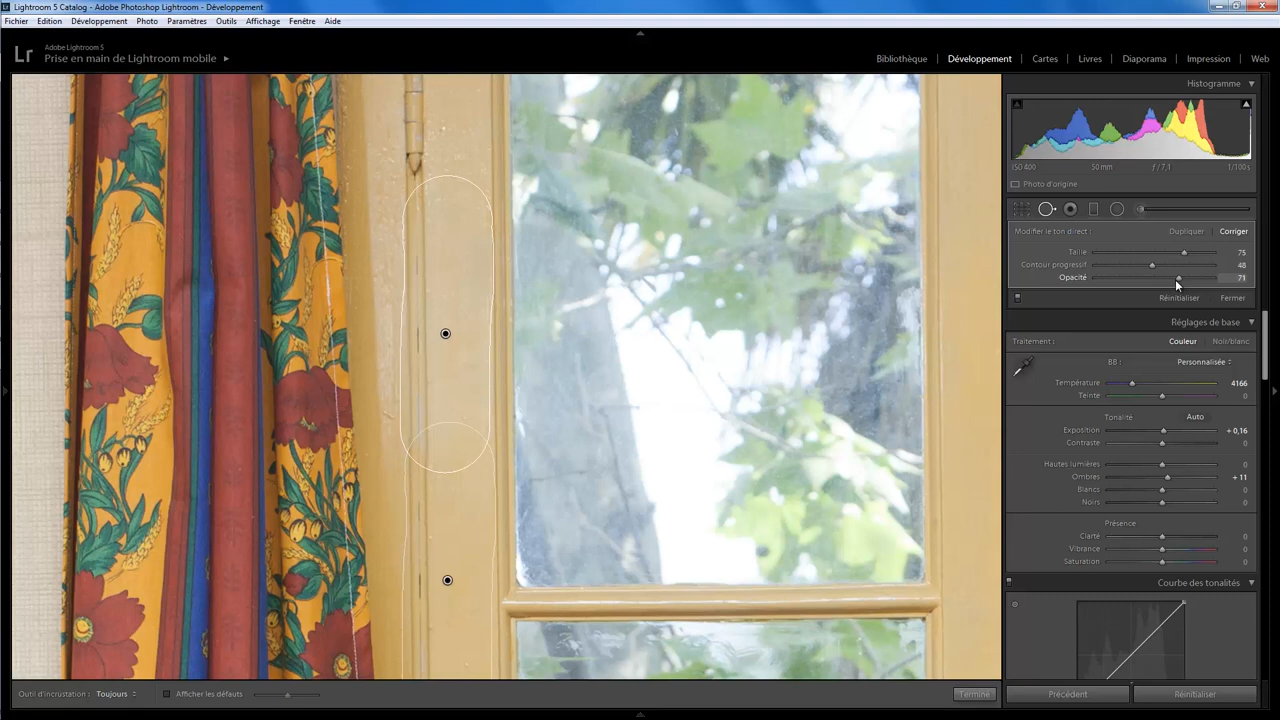 Lightroom 5 Catalog - Adobe Photoshop Lightroom - Développement
Fichier Edition Développement Photo Paramètres Outils Affichage Fenêtre Aide
Lr
Adobe Lightroom 5
Prise en main de Lightroom mobile
Bibliothèque Développement Cartes Livres Diaporama Impression Web
Histogramme
ISO 400 50 mm ƒ / 7,1 1/100 s
Photo d'origine
Modifier le ton direct : Dupliquer Corriger
Taille 75
Contour progressif 48
Opacité 71
Réinitialiser Fermer
Réglages de base
Traitement : Couleur Noir/blanc
BB : Personnalisée
Température 4166
Teinte 0
Tonalité Auto
Exposition + 0,16
Contraste 0
Hautes lumières 0
Ombres + 11
Blancs 0
Noirs 0
Présence
Clarté 0
Vibrance 0
Saturation 0
Courbe des tonalités
Outil d'incrustation : Toujours Afficher les défauts Terminé
Précédent Réinitialiser